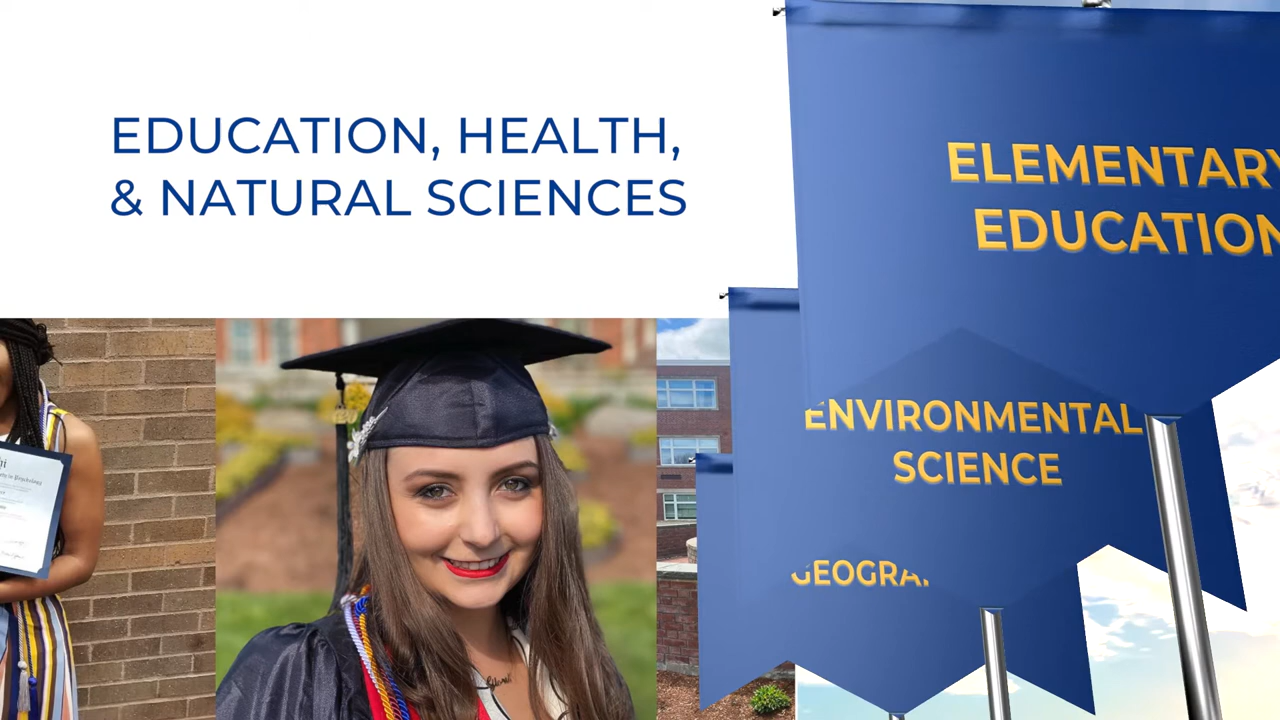 EDUCATION, HEALTH,
& NATURAL SCIENCES
ELEMENTARY
EDUCATION
ENVIRONMENTAL
SCIENCE